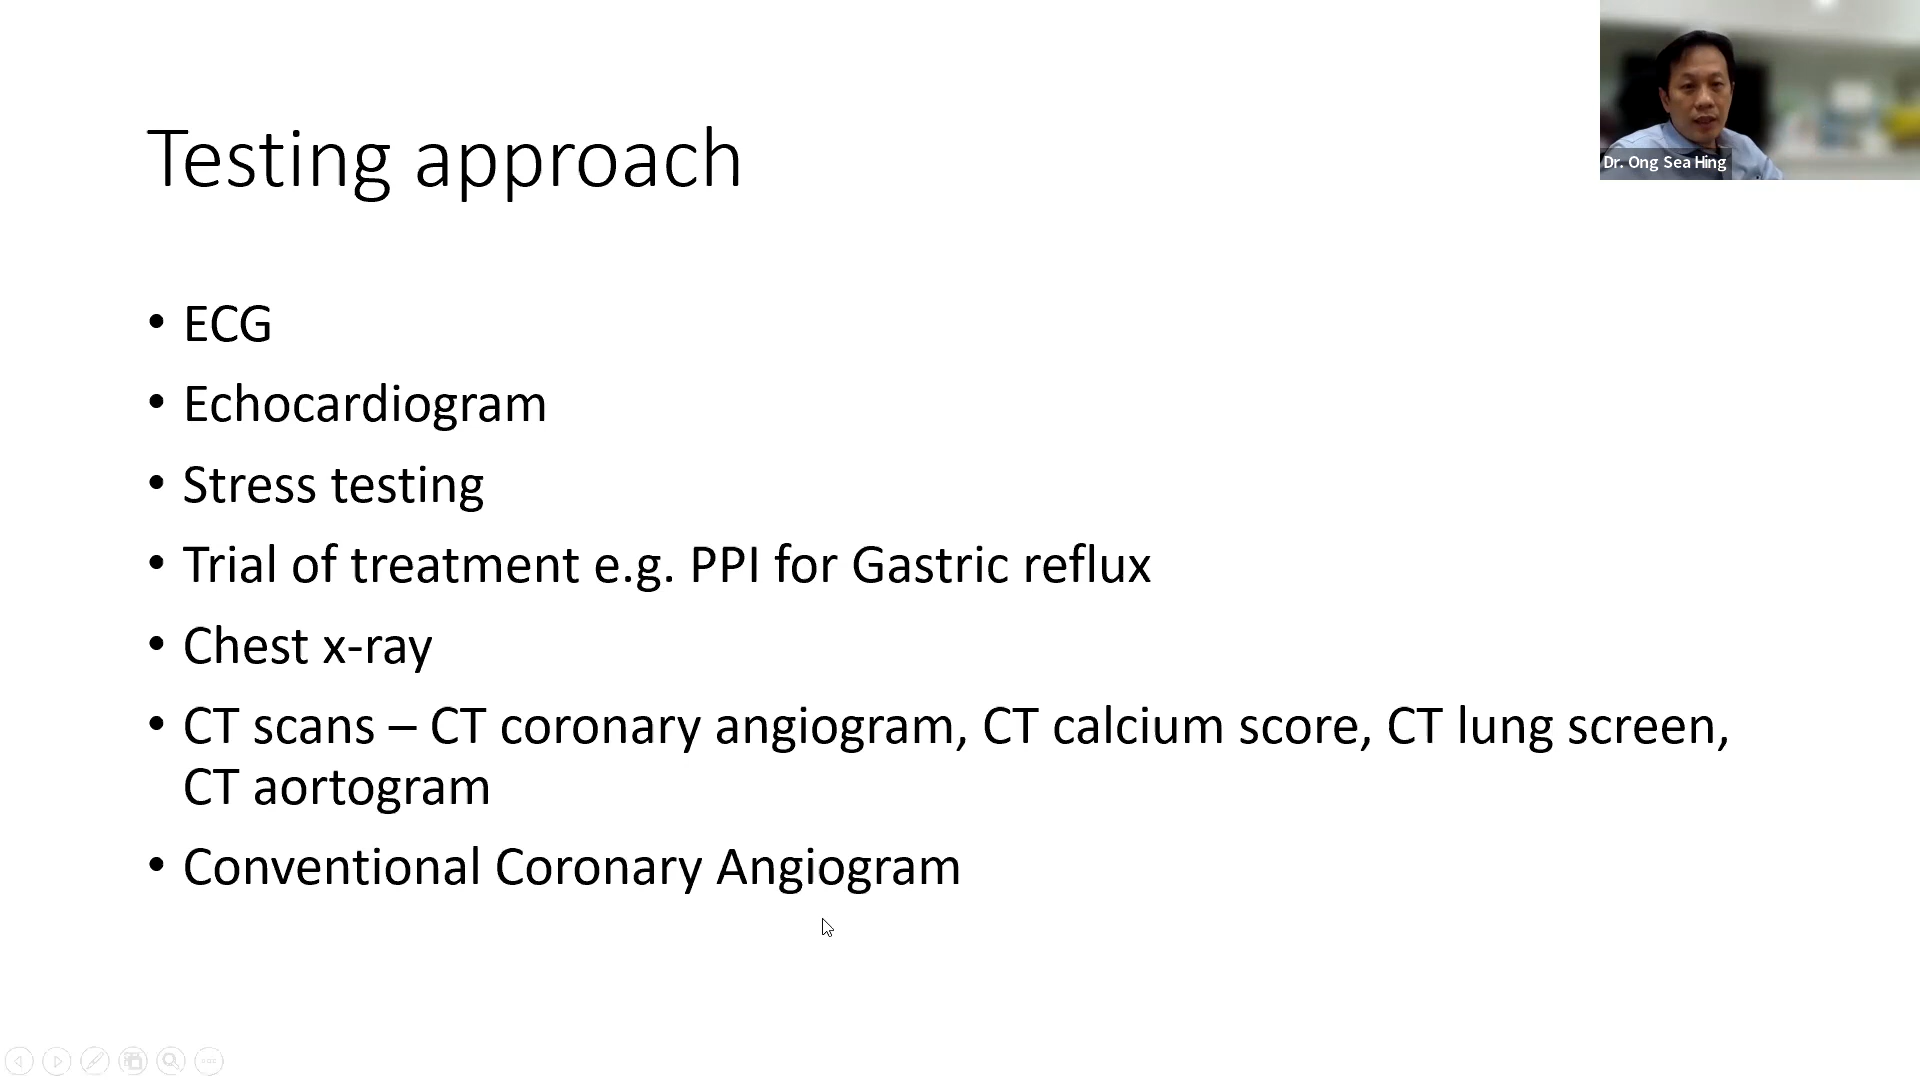 Testing approach
Dr. Ong Sea Hing
• ECG
• Echocardiogram
• Stress testing
• Trial of treatment e.g. PPI for Gastric reflux
• Chest x-ray
• CT scans – CT coronary angiogram, CT calcium score, CT lung screen,
CT aortogram
• Conventional Coronary Angiogram